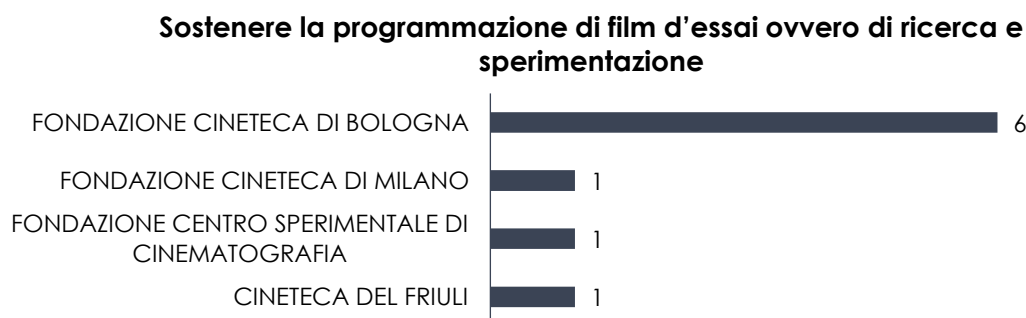 Sostenere la programmazione di film d’essai ovvero di ricerca e
sperimentazione
FONDAZIONE CINETECA DI BOLOGNA 6
FONDAZIONE CINETECA DI MILANO 1
FONDAZIONE CENTRO SPERIMENTALE DI
CINEMATOGRAFIA 1
CINETECA DEL FRIULI 1